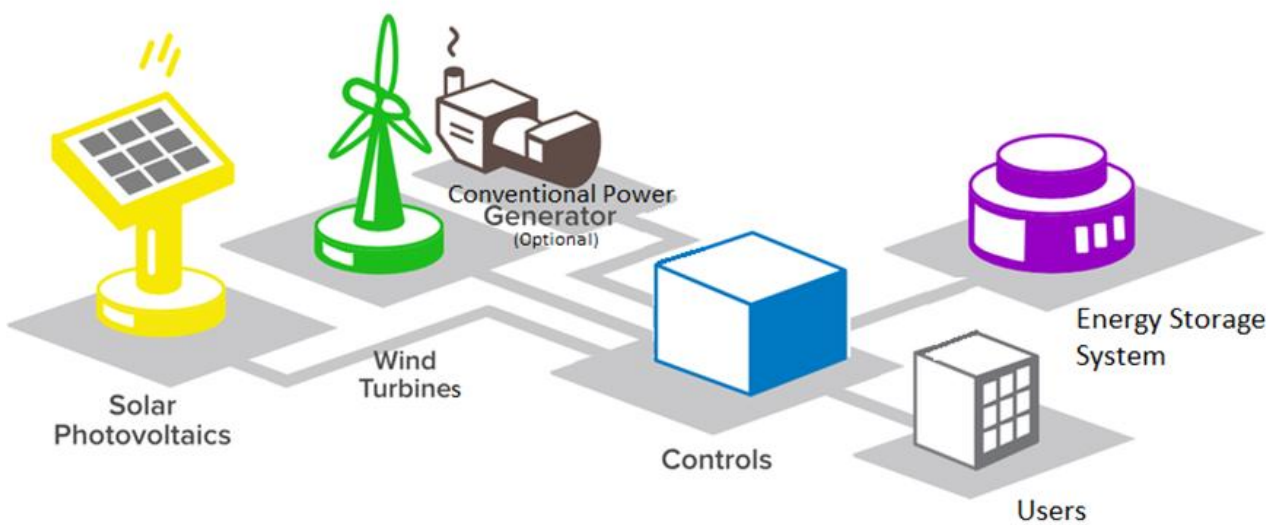 Conventional Power
Generator
(Optional)
Solar
Photovoltaics
Wind
Turbines
Controls
Energy Storage
System
Users